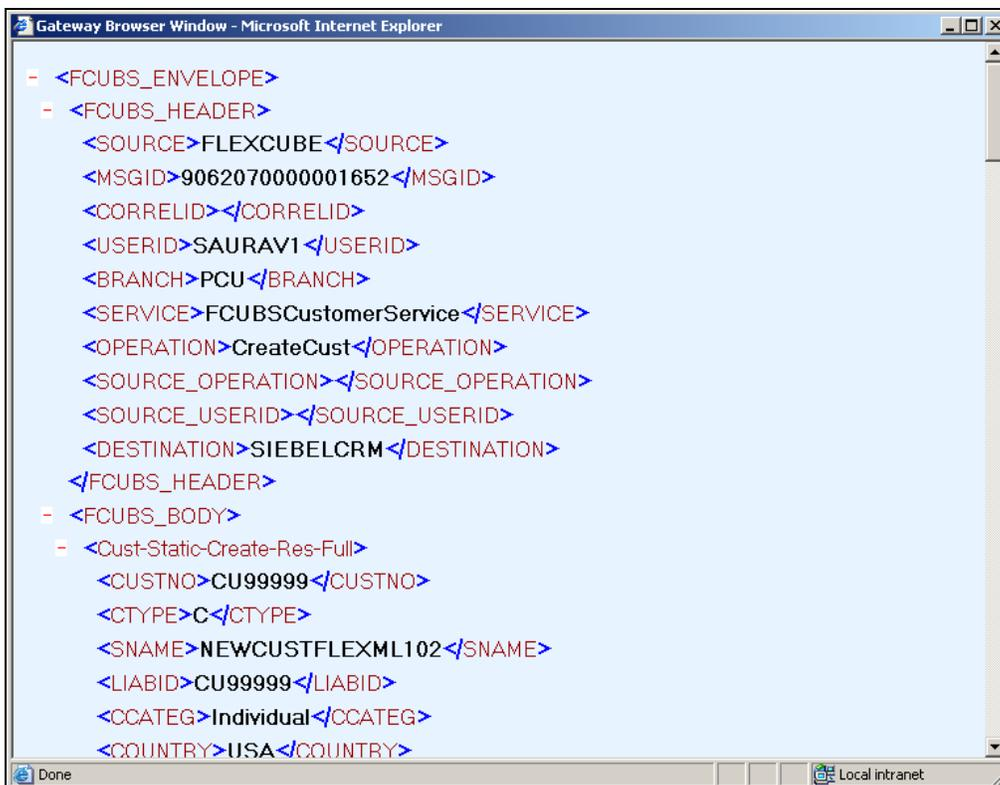 Gateway Browser Window - Microsoft Internet Explorer
- <FCUBS_ENVELOPE>
- <FCUBS_HEADER>
<SOURCE>FLEXCUBE</SOURCE>
<MSGID>9062070000001652</MSGID>
<CORRELID></CORRELID>
<USERID>SAURAV1</USERID>
<BRANCH>PCU</BRANCH>
<SERVICE>FCUBSCustomerService</SERVICE>
<OPERATION>CreateCust</OPERATION>
<SOURCE_OPERATION></SOURCE_OPERATION>
<SOURCE_USERID></SOURCE_USERID>
<DESTINATION>SIEBELCRM</DESTINATION>
</FCUBS_HEADER>
- <FCUBS_BODY>
- <Cust-Static-Create-Res-Full>
<CUSTNO>CU99999</CUSTNO>
<CTYPE>C</CTYPE>
<SNAME>NEWCUSTFLEXML102</SNAME>
<LIABID>CU99999</LIABID>
<CCATEG>Individual</CCATEG>
<COUNTRY>USA</COUNTRY>
Done
Local intranet